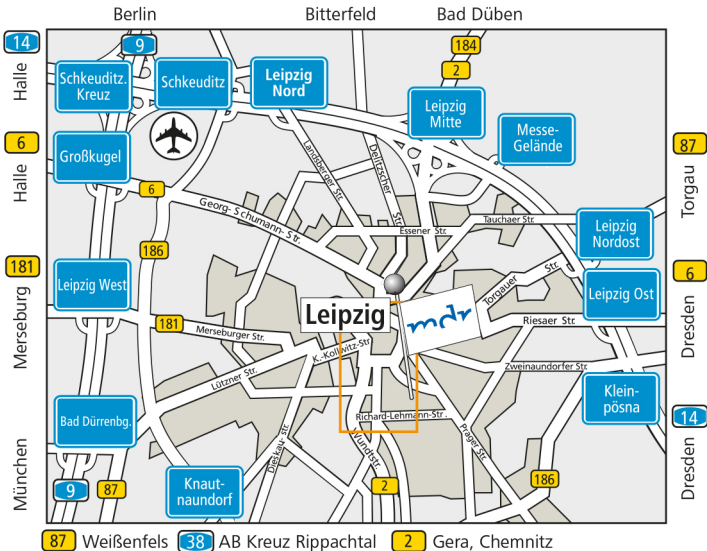 Berlin
Bitterfeld
Bad Düben
14
9
184
2
Halle
Schkeuditz.
Kreuz
Schkeuditz
Leipzig
Nord
Leipzig
Mitte
Messe-
Gelände
6
Halle
Großkugel
87
Torgau
Landsberger Str.
Delitzscher
Str.
6
Georg-Schumann-Str.
Essener Str.
Tauchaer Str.
Leipzig
Nordost
186
181
Merseburg
Leipzig West
Torgauer
Str.
Leipzig Ost
6
Dresden
Leipzig
mdr
181
Merseburger Str.
Riesaer Str.
K.-Kollwitz-Str
Lützner Str.
Zweinaundorfer Str.
Klein-
pösna
Bad Dürrenbg.
Richard-Lehmann-Str.
14
Dresden
München
Dieskau-str.
Wundtstr.
Prager Str.
9
87
Knaut-
naundorf
2
186
87 Weißenfels 38 AB Kreuz Rippachtal 2 Gera, Chemnitz